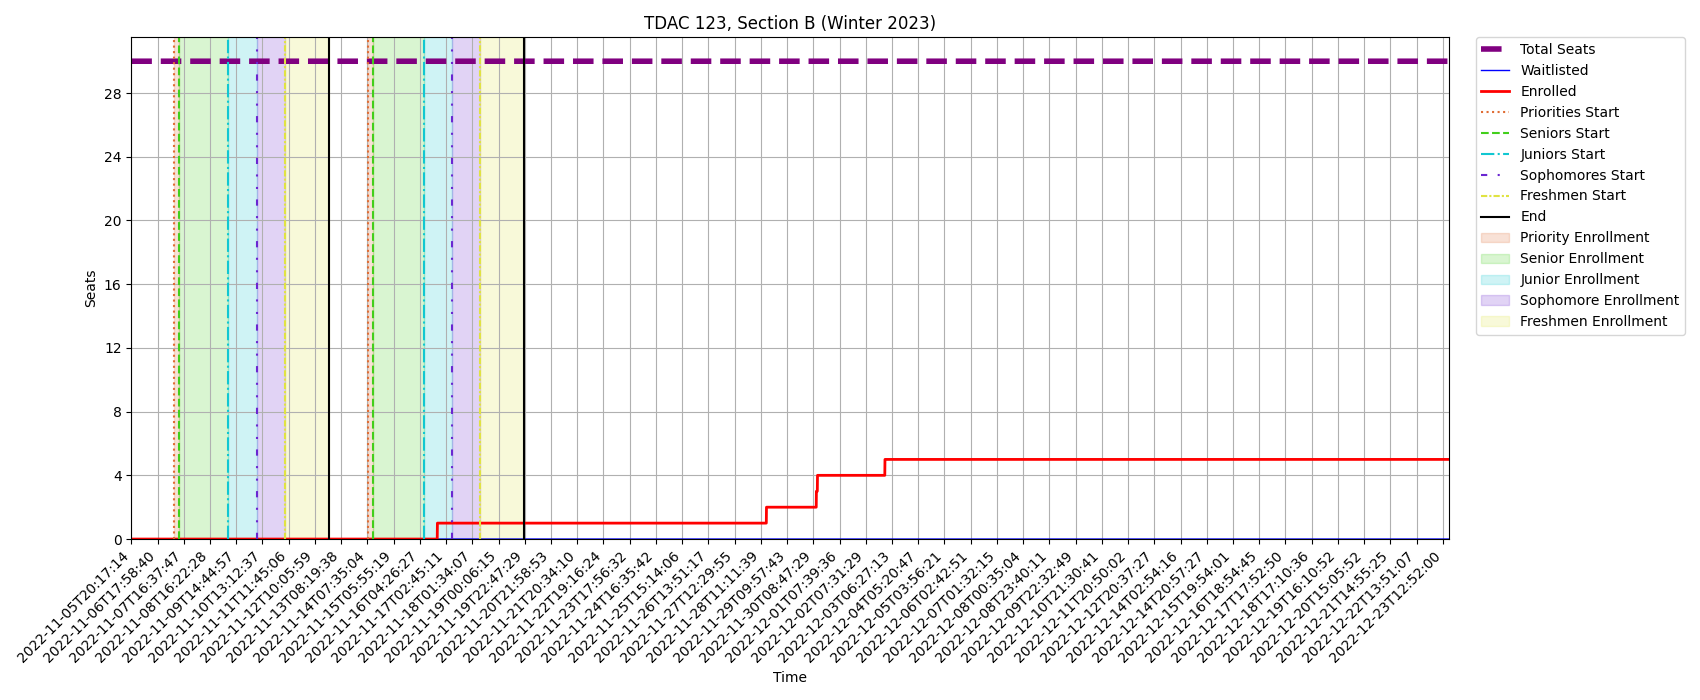 TDAC 123, Section B (Winter 2023)
Total Seats
Waitlisted
Enrolled
Priorities Start
Seniors Start
Juniors Start
Sophomores Start
Freshmen Start
End
Priority Enrollment
Senior Enrollment
Junior Enrollment
Sophomore Enrollment
Freshmen Enrollment
Seats
28
24
20
16
12
8
4
0
2022-11-05T20:17:14
2022-11-06T17:58:40
2022-11-07T16:37:47
2022-11-08T16:22:28
2022-11-09T14:44:57
2022-11-10T13:12:37
2022-11-11T11:45:06
2022-11-12T10:05:59
2022-11-13T08:19:38
2022-11-14T07:35:04
2022-11-15T05:55:19
2022-11-16T04:26:27
2022-11-17T02:45:11
2022-11-18T01:34:07
2022-11-19T00:06:15
2022-11-19T22:47:29
2022-11-20T21:58:53
2022-11-21T20:34:10
2022-11-22T19:16:24
2022-11-23T17:56:32
2022-11-24T16:35:42
2022-11-25T15:14:06
2022-11-26T13:51:17
2022-11-27T12:29:55
2022-11-28T11:11:39
2022-11-29T09:57:43
2022-11-30T08:47:29
2022-12-01T07:39:36
2022-12-02T07:31:29
2022-12-03T06:27:13
2022-12-04T05:20:47
2022-12-05T03:56:21
2022-12-06T02:42:51
2022-12-07T01:32:15
2022-12-08T00:35:04
2022-12-08T23:40:11
2022-12-09T22:32:49
2022-12-10T21:30:41
2022-12-11T20:50:02
2022-12-12T20:37:27
2022-12-14T02:54:16
2022-12-14T20:57:27
2022-12-15T19:54:01
2022-12-16T18:54:45
2022-12-17T17:52:50
2022-12-18T17:10:36
2022-12-19T16:10:52
2022-12-20T15:05:52
2022-12-21T14:55:25
2022-12-22T13:51:07
2022-12-23T12:52:00
Time